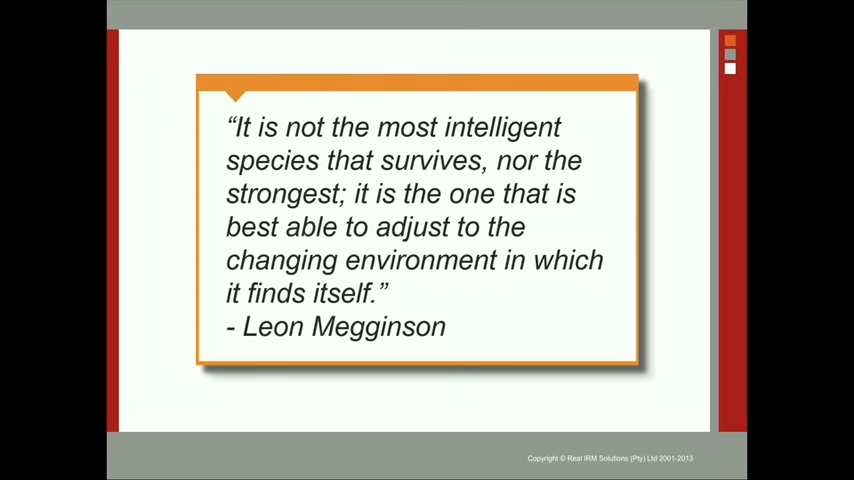 “It is not the most intelligent
species that survives, nor the
strongest; it is the one that is
best able to adjust to the
changing environment in which
it finds itself.”
- Leon Megginson
Copyright © Real IRM Solutions (Pty) Ltd 2001-2013